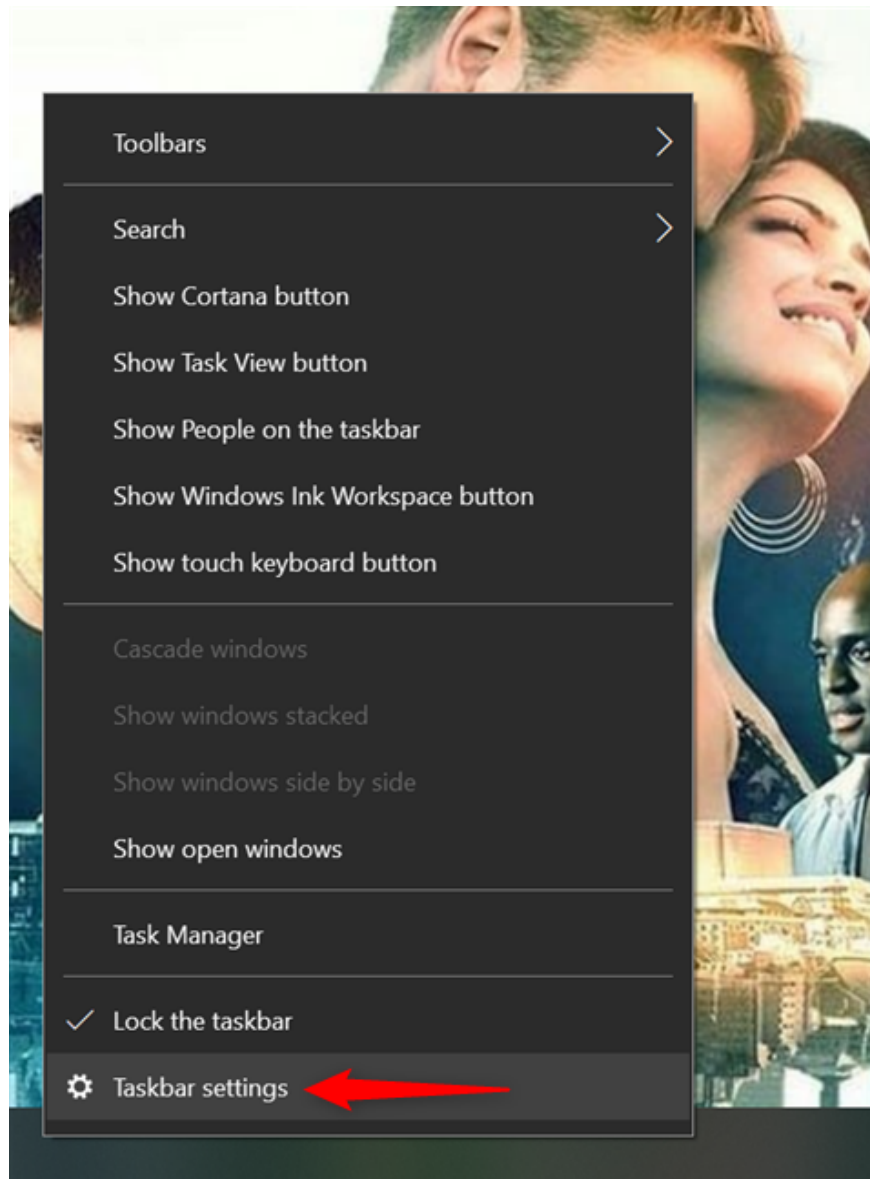 Toolbars
Search
Show Cortana button
Show Task View button
Show People on the taskbar
Show Windows Ink Workspace button
Show touch keyboard button
Cascade windows
Show windows stacked
Show windows side by side
Show open windows
Task Manager
Lock the taskbar
Taskbar settings